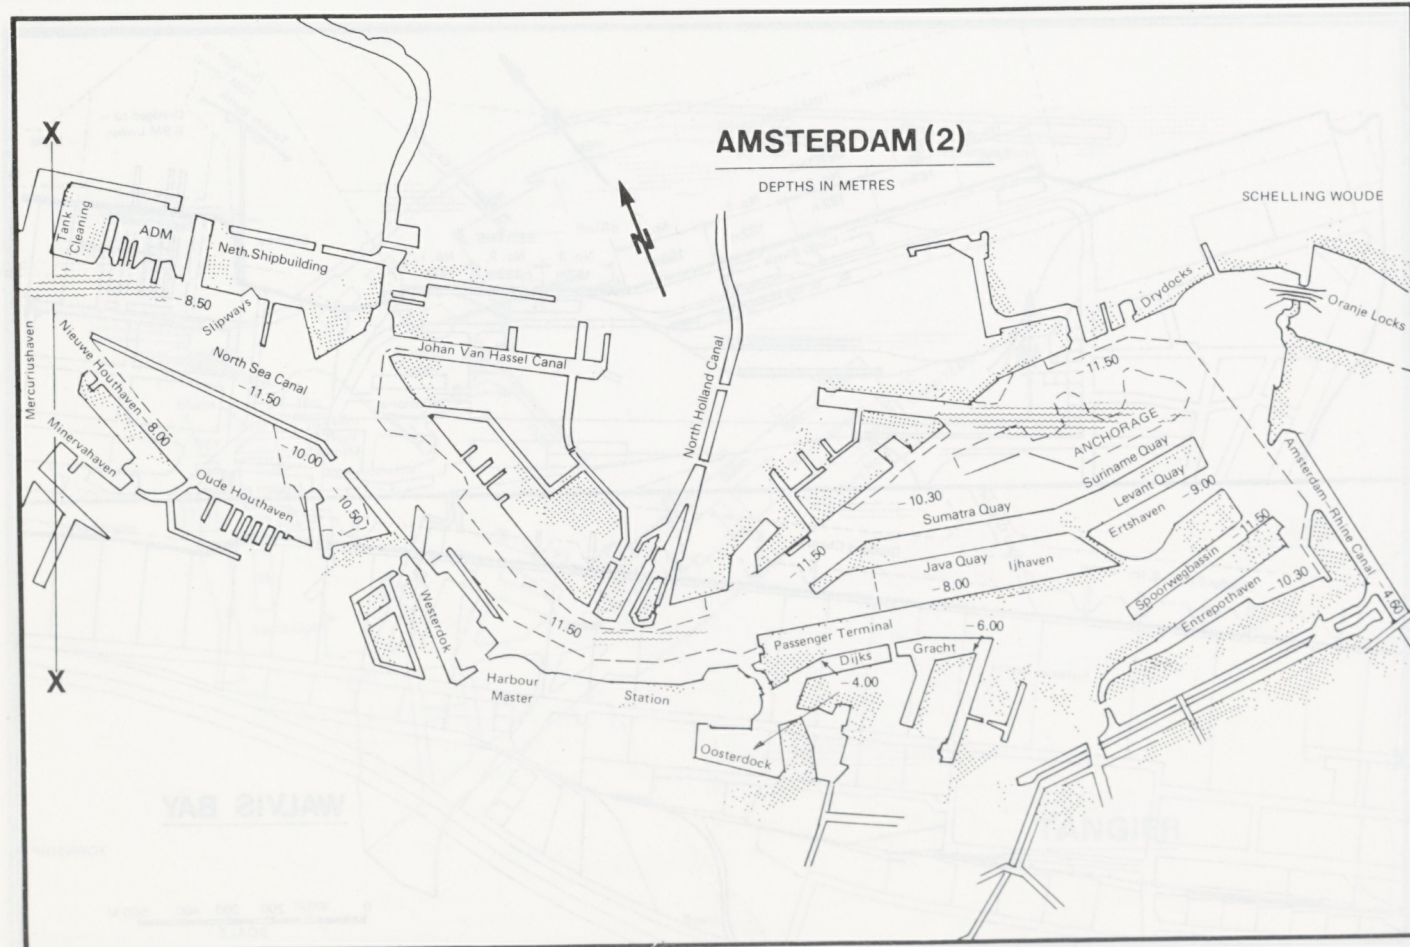 AMSTERDAM (2)
DEPTHS IN METRES
SCHELLING WOUDE
X
Tank
Cleaning
ADM
Neth. Shipbuilding
-8.50
Slipways
Mercuriushaven
Nieuwe Houthaven
-8.00
North Sea Canal
-11.50
Johan Van Hassel Canal
North Holland Canal
Drydocks
Oranje Locks
-11.50
ANCHORAGE
Minervahaven
Oude Houthaven
-10.00
-10.50
-10.30
Sumatra Quay
Suriname Quay
Levant Quay
-9.00
Ertshaven
Amsterdam Rhine Canal
-4.60
-11.50
Java Quay
Ijhaven
-8.00
Spoorwegbassin
-11.50
Entrepothaven
-10.30
Westerdok
-11.50
Passenger Terminal
Dijks
Gracht
-6.00
-4.00
Harbour
Master
Station
Oosterdock
X
WALVIS BAY
TANGIER